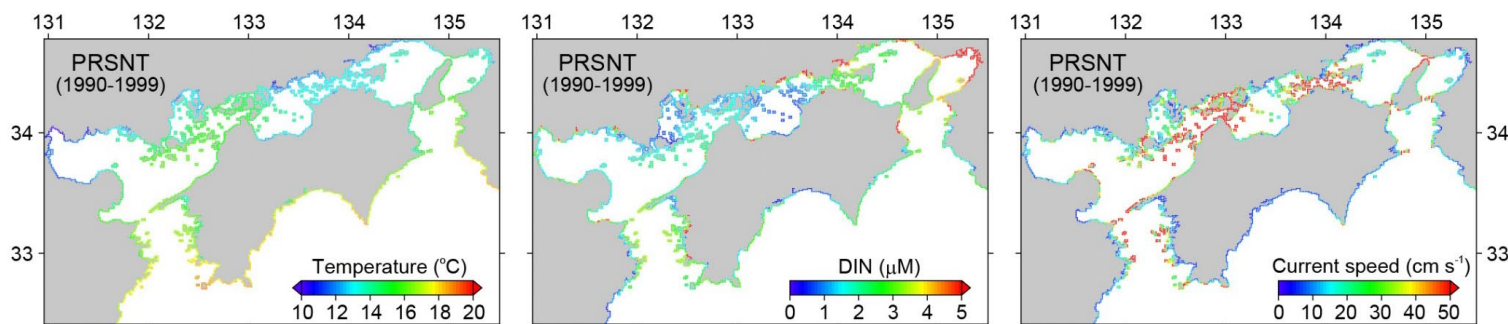 131 132 133 134 135
PRSNT
(1990-1999)
34
33
Temperature (°C)
10 12 14 16 18 20
131 132 133 134 135
PRSNT
(1990-1999)
DIN (μM)
0 1 2 3 4 5
131 132 133 134 135
PRSNT
(1990-1999)
34
33
Current speed (cm s⁻¹)
0 10 20 30 40 50